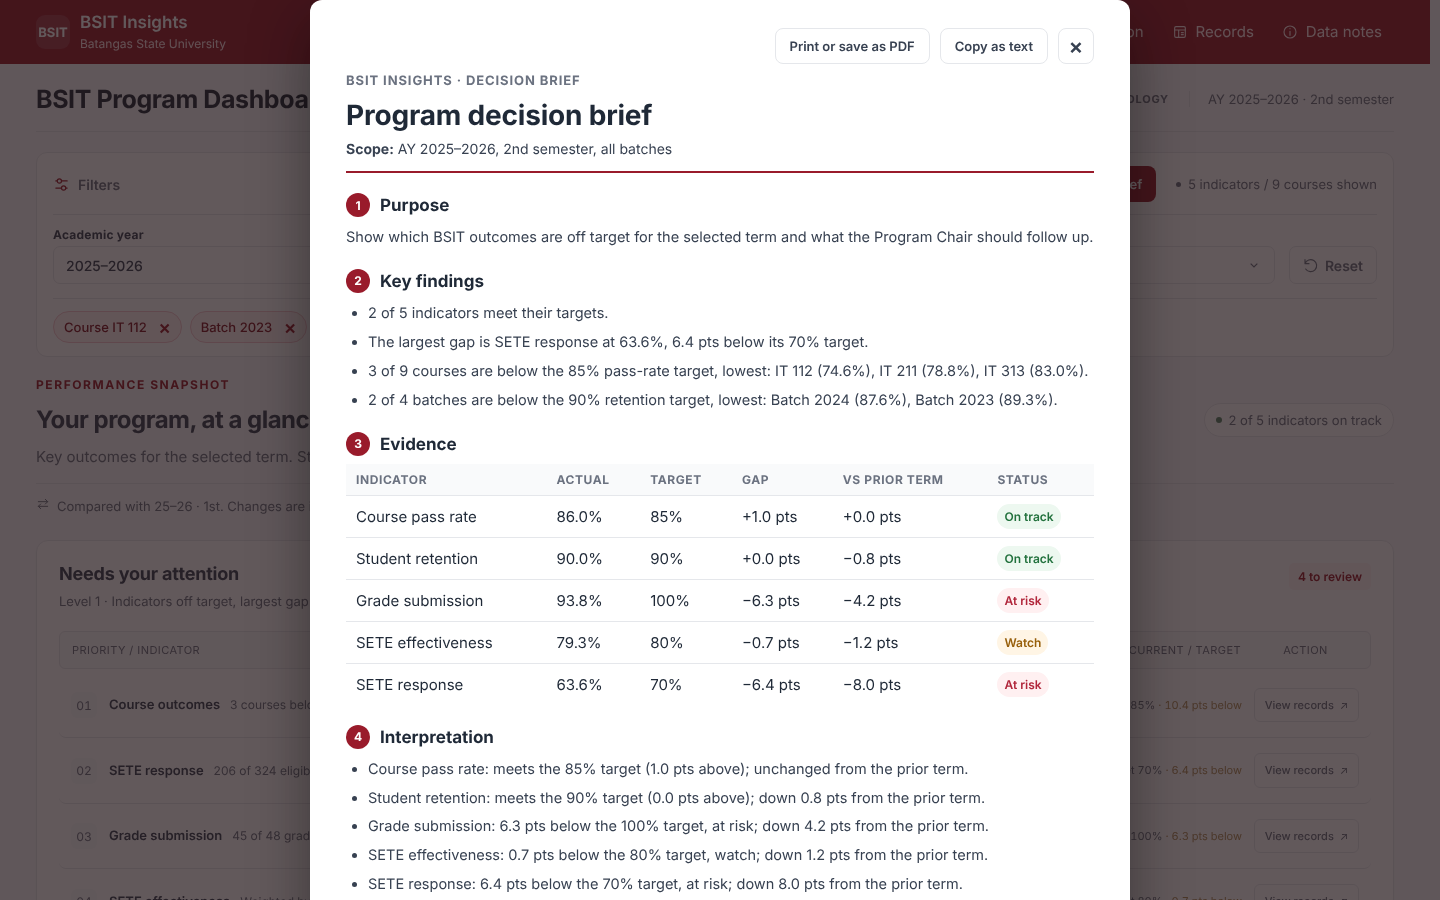 BSIT
BSIT Insights
Batangas State University
on
Records
Data notes
BSIT Program Dashboa
OLOGY
AY 2025–2026 · 2nd semester
Filters
ef
5 indicators / 9 courses shown
Academic year
2025–2026
Reset
Course IT 112 ×
Batch 2023 ×
PERFORMANCE SNAPSHOT
Your program, at a glanc
2 of 5 indicators on track
Key outcomes for the selected term. St
Compared with 25–26 · 1st. Changes are
Needs your attention
4 to review
Level 1 · Indicators off target, largest gap
PRIORITY / INDICATOR
CURRENT / TARGET
ACTION
01 Course outcomes 3 courses belo
85% · 10.4 pts below
View records ↗
02 SETE response 206 of 324 eligib
t 70% · 6.4 pts below
View records ↗
03 Grade submission 45 of 48 grad
100% · 6.3 pts below
View records ↗
Print or save as PDF
Copy as text
×
BSIT INSIGHTS · DECISION BRIEF
Program decision brief
Scope: AY 2025–2026, 2nd semester, all batches
1 Purpose
Show which BSIT outcomes are off target for the selected term and what the Program Chair should follow up.
2 Key findings
• 2 of 5 indicators meet their targets.
• The largest gap is SETE response at 63.6%, 6.4 pts below its 70% target.
• 3 of 9 courses are below the 85% pass-rate target, lowest: IT 112 (74.6%), IT 211 (78.8%), IT 313 (83.0%).
• 2 of 4 batches are below the 90% retention target, lowest: Batch 2024 (87.6%), Batch 2023 (89.3%).
3 Evidence
INDICATOR ACTUAL TARGET GAP VS PRIOR TERM STATUS
Course pass rate 86.0% 85% +1.0 pts +0.0 pts On track
Student retention 90.0% 90% +0.0 pts −0.8 pts On track
Grade submission 93.8% 100% −6.3 pts −4.2 pts At risk
SETE effectiveness 79.3% 80% −0.7 pts −1.2 pts Watch
SETE response 63.6% 70% −6.4 pts −8.0 pts At risk
4 Interpretation
• Course pass rate: meets the 85% target (1.0 pts above); unchanged from the prior term.
• Student retention: meets the 90% target (0.0 pts above); down 0.8 pts from the prior term.
• Grade submission: 6.3 pts below the 100% target, at risk; down 4.2 pts from the prior term.
• SETE effectiveness: 0.7 pts below the 80% target, watch; down 1.2 pts from the prior term.
• SETE response: 6.4 pts below the 70% target, at risk; down 8.0 pts from the prior term.